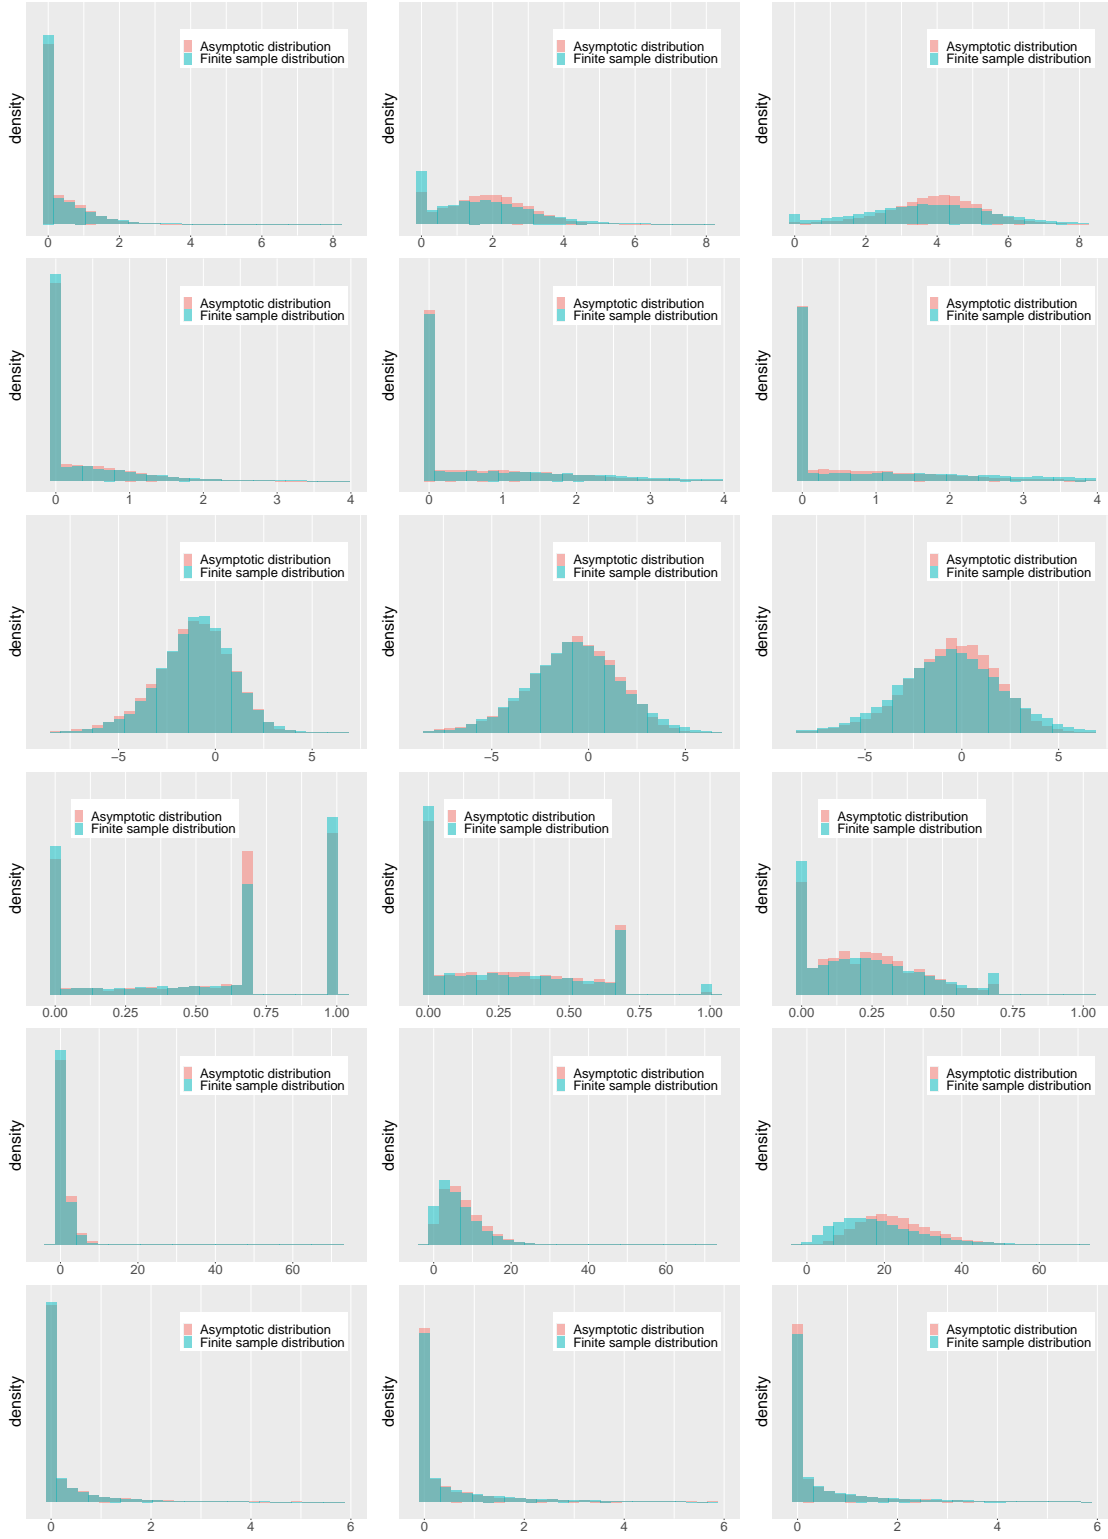 density
Asymptotic distribution
Finite sample distribution
0 2 4 6 8
density
Asymptotic distribution
Finite sample distribution
0 2 4 6 8
density
Asymptotic distribution
Finite sample distribution
0 2 4 6 8
density
Asymptotic distribution
Finite sample distribution
0 1 2 3 4
density
Asymptotic distribution
Finite sample distribution
0 1 2 3 4
density
Asymptotic distribution
Finite sample distribution
0 1 2 3 4
density
Asymptotic distribution
Finite sample distribution
−5 0 5
density
Asymptotic distribution
Finite sample distribution
−5 0 5
density
Asymptotic distribution
Finite sample distribution
−5 0 5
density
Asymptotic distribution
Finite sample distribution
0.00 0.25 0.50 0.75 1.00
density
Asymptotic distribution
Finite sample distribution
0.00 0.25 0.50 0.75 1.00
density
Asymptotic distribution
Finite sample distribution
0.00 0.25 0.50 0.75 1.00
density
Asymptotic distribution
Finite sample distribution
0 20 40 60
density
Asymptotic distribution
Finite sample distribution
0 20 40 60
density
Asymptotic distribution
Finite sample distribution
0 20 40 60
density
Asymptotic distribution
Finite sample distribution
0 2 4 6
density
Asymptotic distribution
Finite sample distribution
0 2 4 6
density
Asymptotic distribution
Finite sample distribution
0 2 4 6